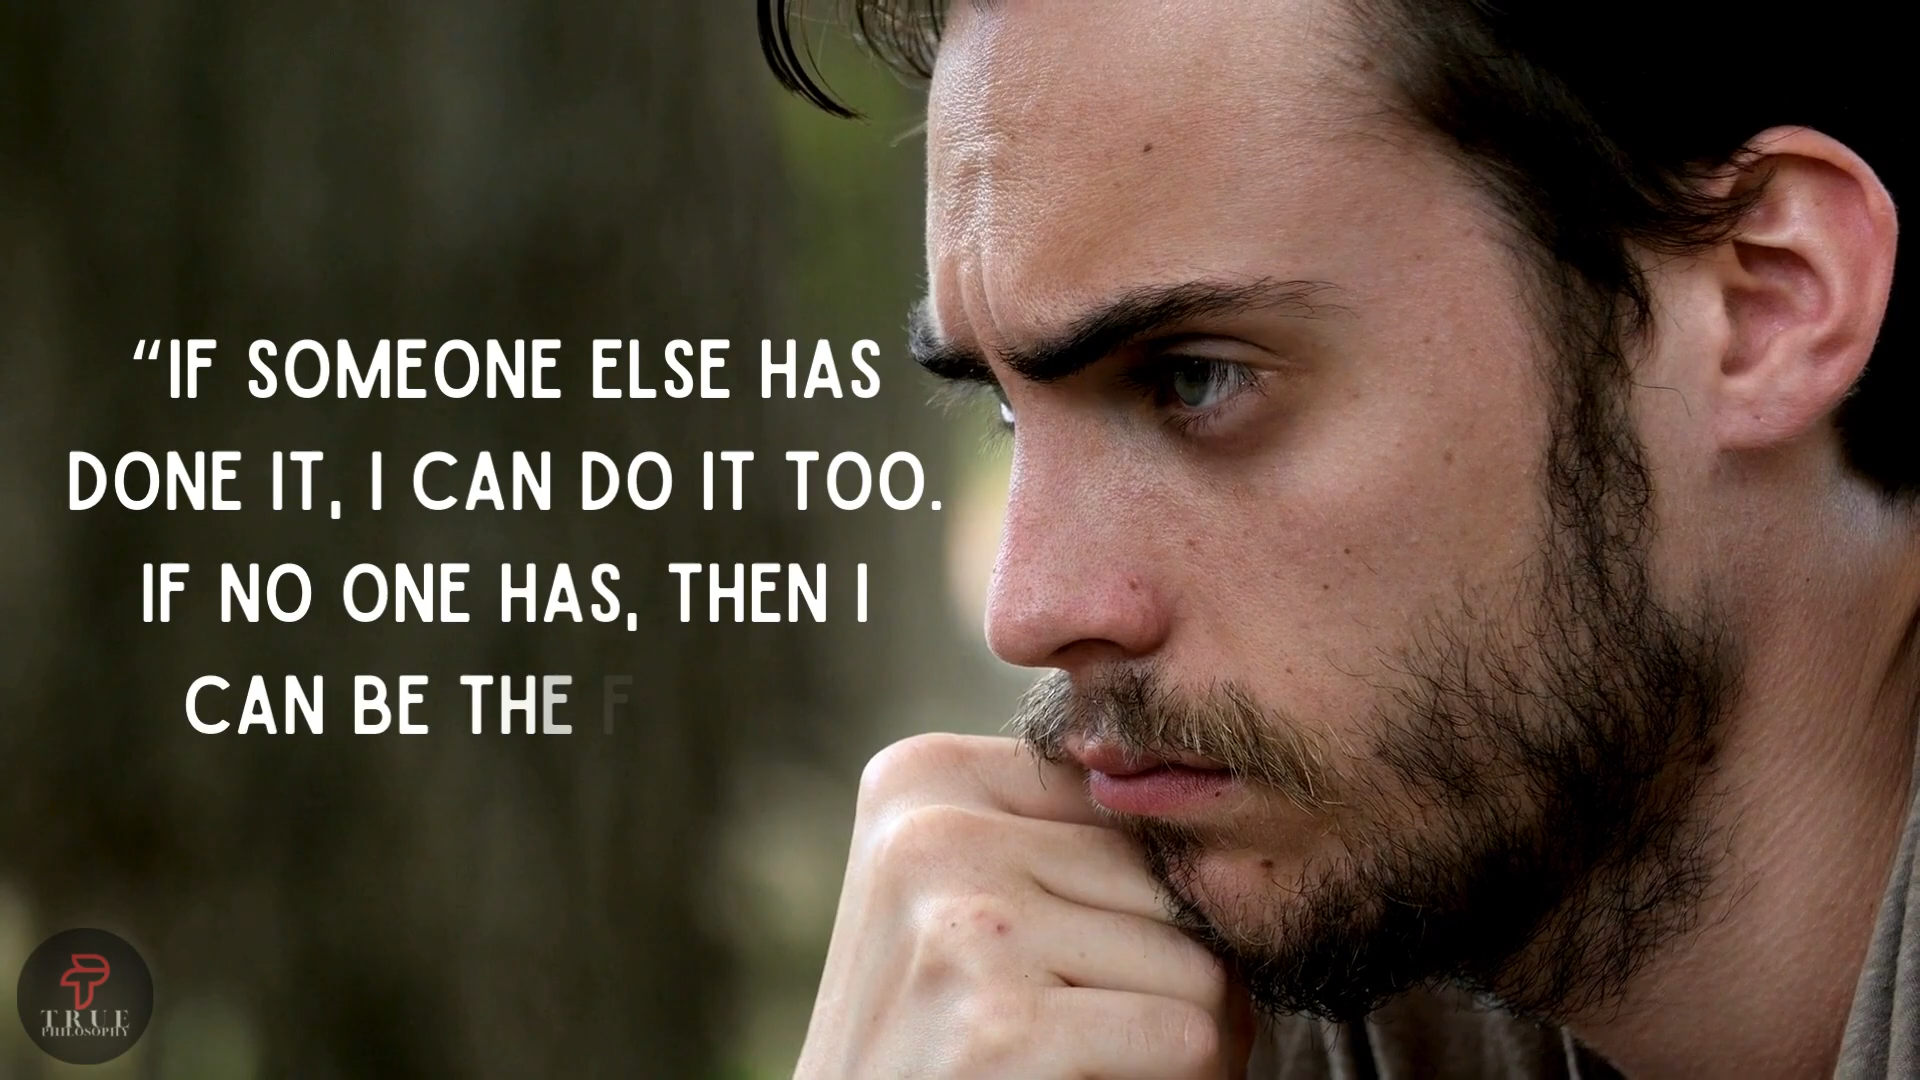 “IF SOMEONE ELSE HAS
DONE IT, I CAN DO IT TOO.
IF NO ONE HAS, THEN I
CAN BE THE F
TRUE
PHILOSOPHY